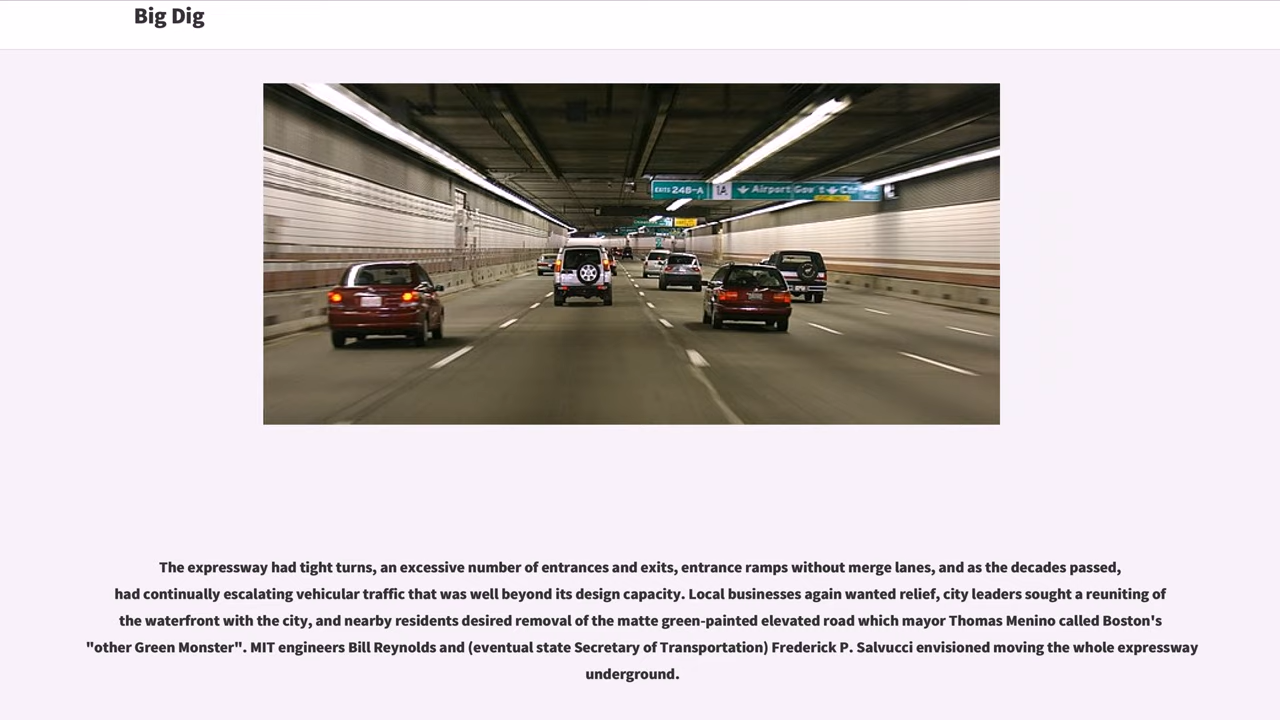 Big Dig
EXITS 24B-A 1A Airport Gov't Ctr
The expressway had tight turns, an excessive number of entrances and exits, entrance ramps without merge lanes, and as the decades passed,
had continually escalating vehicular traffic that was well beyond its design capacity. Local businesses again wanted relief, city leaders sought a reuniting of
the waterfront with the city, and nearby residents desired removal of the matte green-painted elevated road which mayor Thomas Menino called Boston's
"other Green Monster". MIT engineers Bill Reynolds and (eventual state Secretary of Transportation) Frederick P. Salvucci envisioned moving the whole expressway
underground.